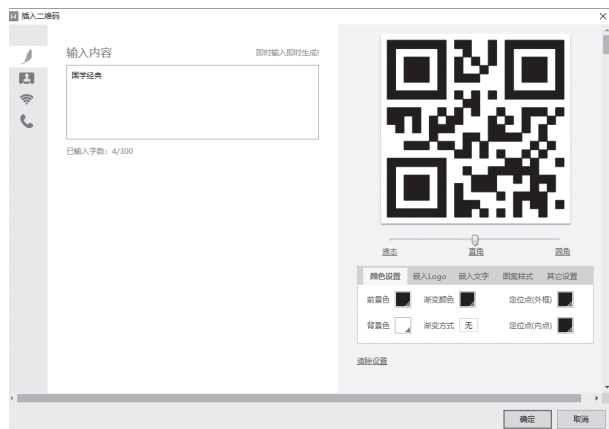 插入二维码
输入内容
即时输入即时生成!
国学经典
已输入字数：4/300
液态
直角
圆角
颜色设置
嵌入Logo
嵌入文字
图案样式
其它设置
前景色
渐变颜色
定位点(外框)
背景色
渐变方式
无
定位点(内点)
清除设置
确定
取消